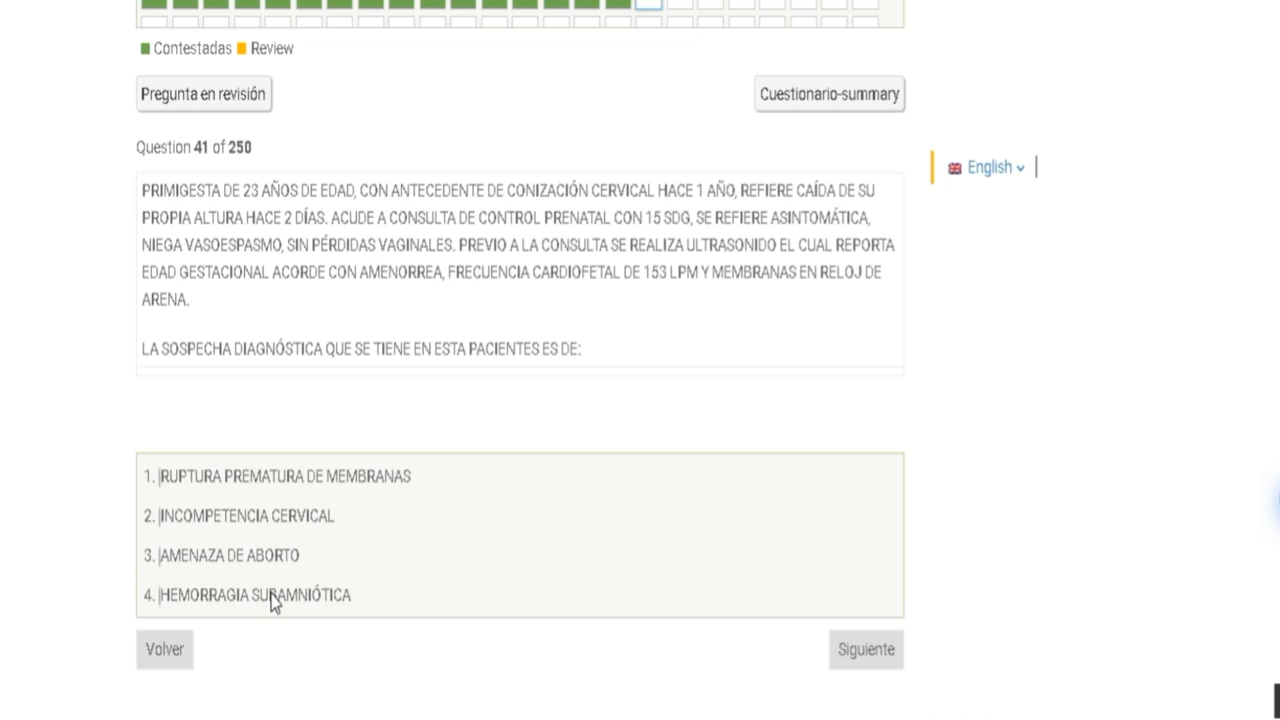 Contestadas Review
Pregunta en revisión Cuestionario-summary
Question 41 of 250
English
PRIMIGESTA DE 23 AÑOS DE EDAD, CON ANTECEDENTE DE CONIZACIÓN CERVICAL HACE 1 AÑO, REFIERE CAÍDA DE SU
PROPIA ALTURA HACE 2 DÍAS. ACUDE A CONSULTA DE CONTROL PRENATAL CON 15 SDG, SE REFIERE ASINTOMÁTICA,
NIEGA VASOESPASMO, SIN PÉRDIDAS VAGINALES. PREVIO A LA CONSULTA SE REALIZA ULTRASONIDO EL CUAL REPORTA
EDAD GESTACIONAL ACORDE CON AMENORREA, FRECUENCIA CARDIOFETAL DE 153 LPM Y MEMBRANAS EN RELOJ DE
ARENA.
LA SOSPECHA DIAGNÓSTICA QUE SE TIENE EN ESTA PACIENTES ES DE:
1. RUPTURA PREMATURA DE MEMBRANAS
2. INCOMPETENCIA CERVICAL
3. AMENAZA DE ABORTO
4. HEMORRAGIA SUBAMNIÓTICA
Volver Siguiente